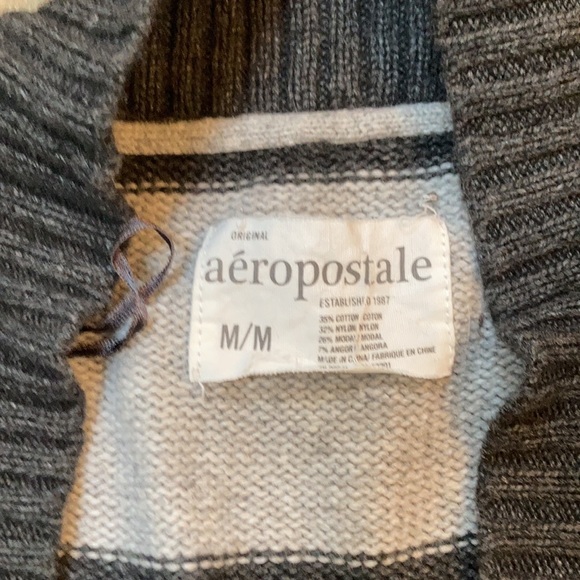 ORIGINAL
aéropostale
ESTABLISHED 1987
M/M
35% COTTON/COTON
32% NYLON/NYLON
26% MODAL/MODAL
7% ANGORA/ANGORA
MADE IN CHINA/FABRIQUE EN CHINE